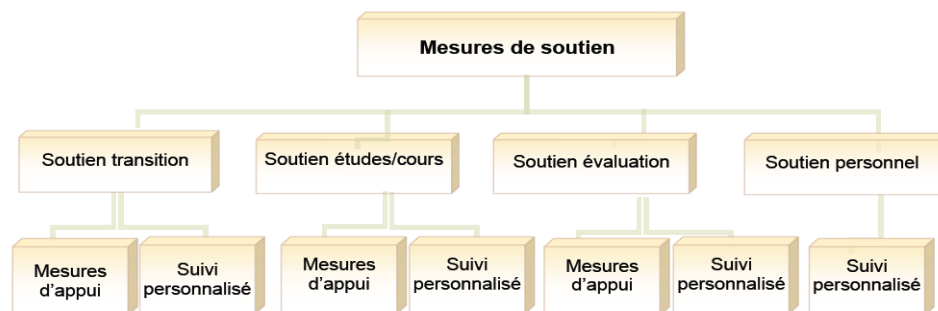 Mesures de soutien
Soutien transition
Soutien études/cours
Soutien évaluation
Soutien personnel
Mesures
d’appui
Suivi
personnalisé
Mesures
d’appui
Suivi
personnalisé
Mesures
d’appui
Suivi
personnalisé
Suivi
personnalisé